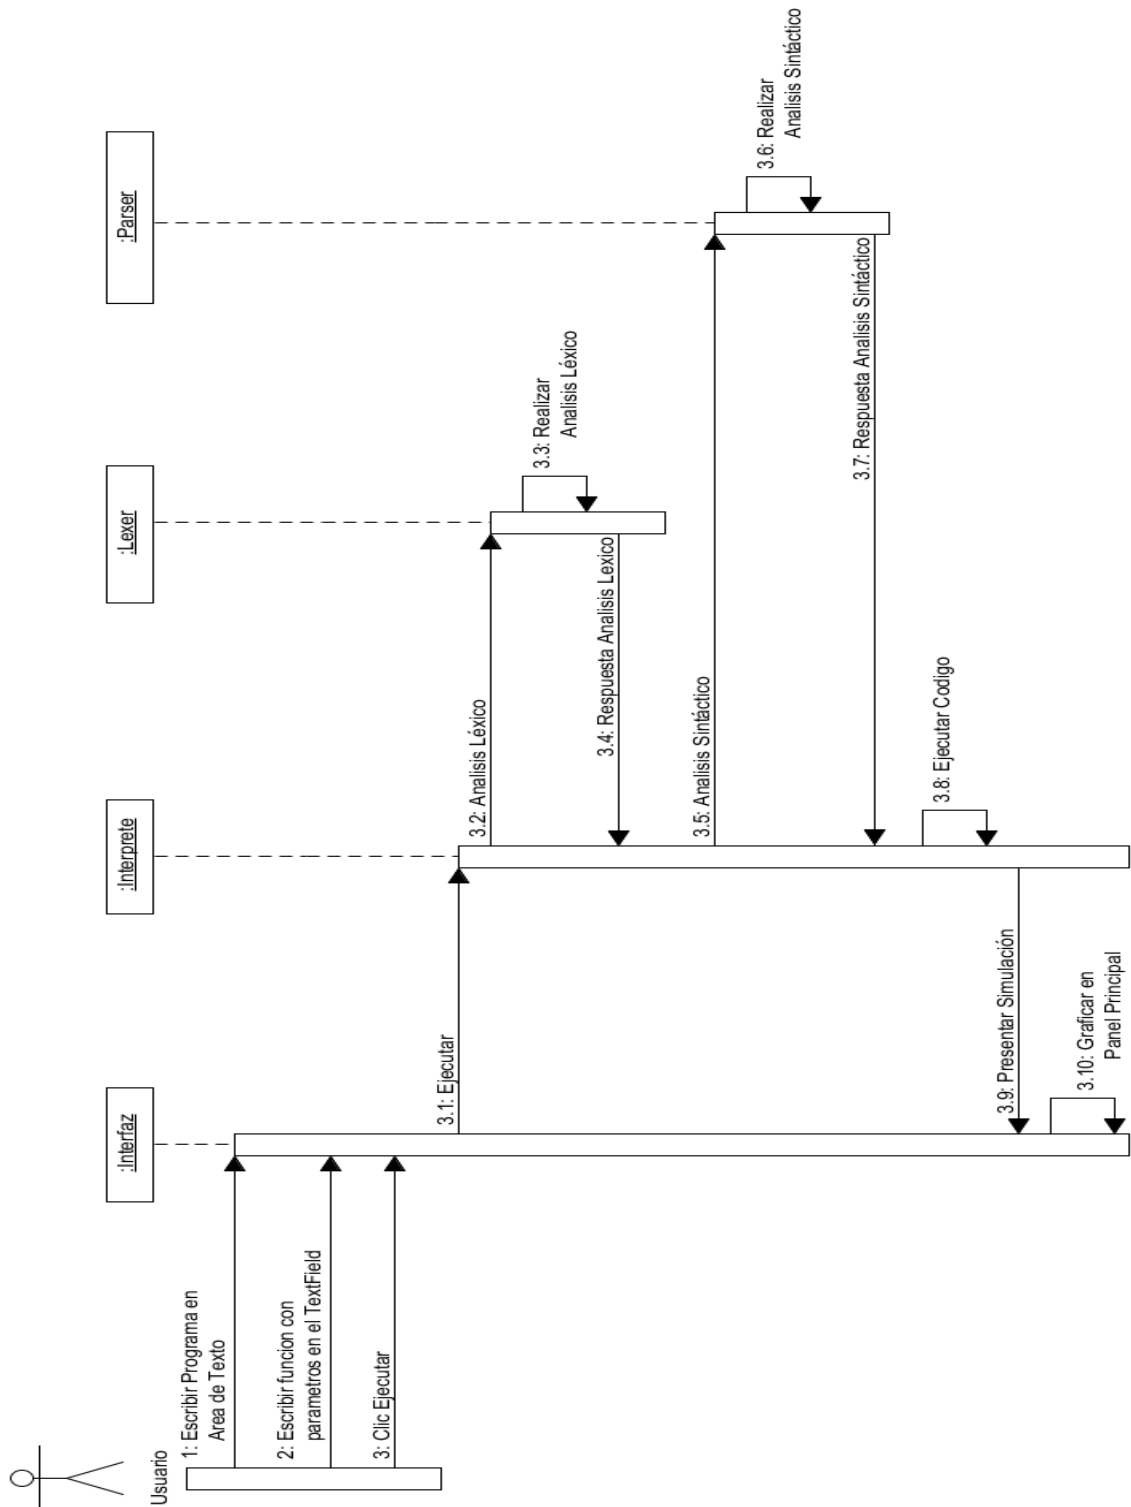 Usuario
:Interfaz
:Interprete
:Lexer
:Parser
1: Escribir Programa en
Area de Texto
2: Escribir funcion con
parametros en el TextField
3: Clic Ejecutar
3.1: Ejecutar
3.2: Analisis Léxico
3.3: Realizar
Analisis Léxico
3.4: Respuesta Analisis Lexico
3.5: Analisis Sintáctico
3.6: Realizar
Analisis Sintáctico
3.7: Respuesta Analisis Sintáctico
3.8: Ejecutar Codigo
3.9: Presentar Simulación
3.10: Graficar en
Panel Principal